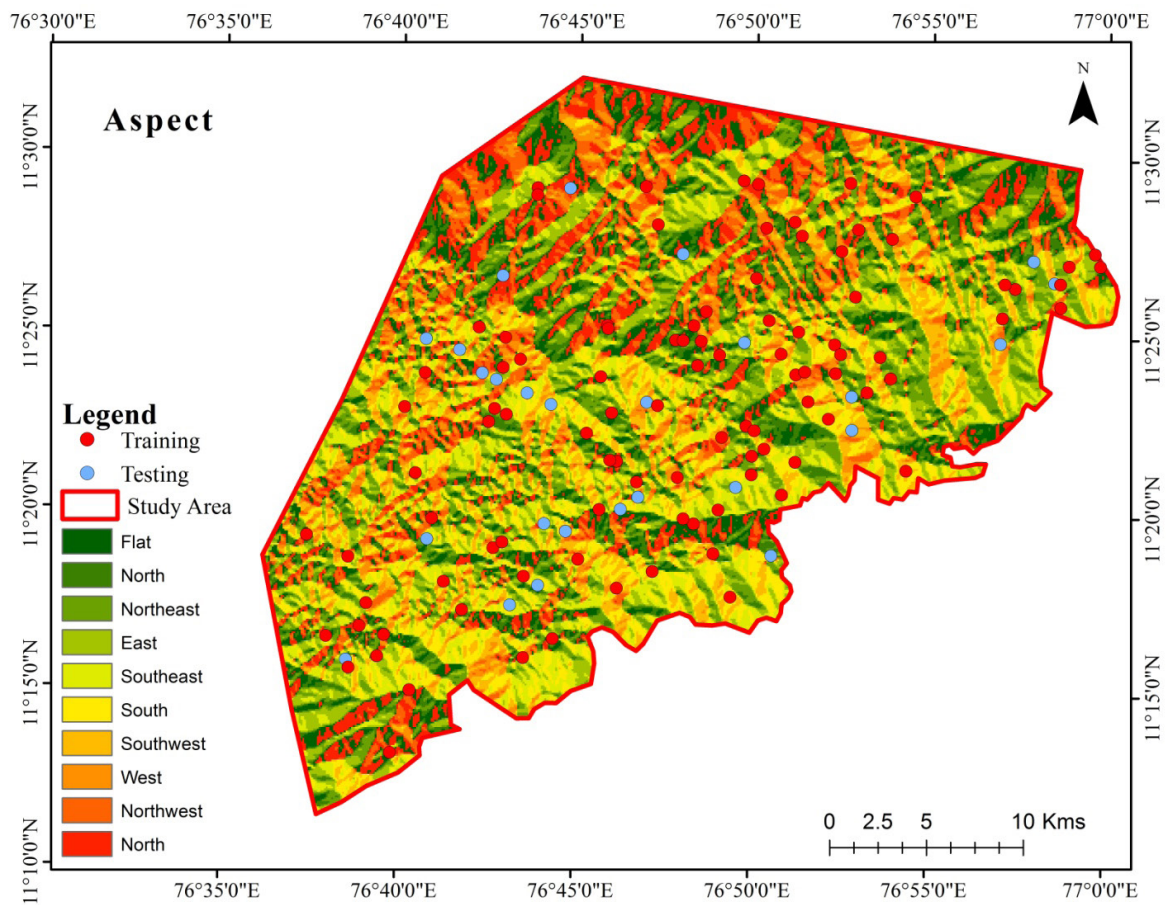 76°30'0"E 76°35'0"E 76°40'0"E 76°45'0"E 76°50'0"E 76°55'0"E 77°0'0"E
N
Aspect
11°30'0"N 11°30'0"N
11°25'0"N 11°25'0"N
Legend
Training
Testing
Study Area
11°20'0"N 11°20'0"N
Flat
North
Northeast
East
Southeast
11°15'0"N 11°15'0"N
South
Southwest
West
Northwest
North
0 2.5 5 10 Kms
11°10'0"N
76°35'0"E 76°40'0"E 76°45'0"E 76°50'0"E 76°55'0"E 77°0'0"E